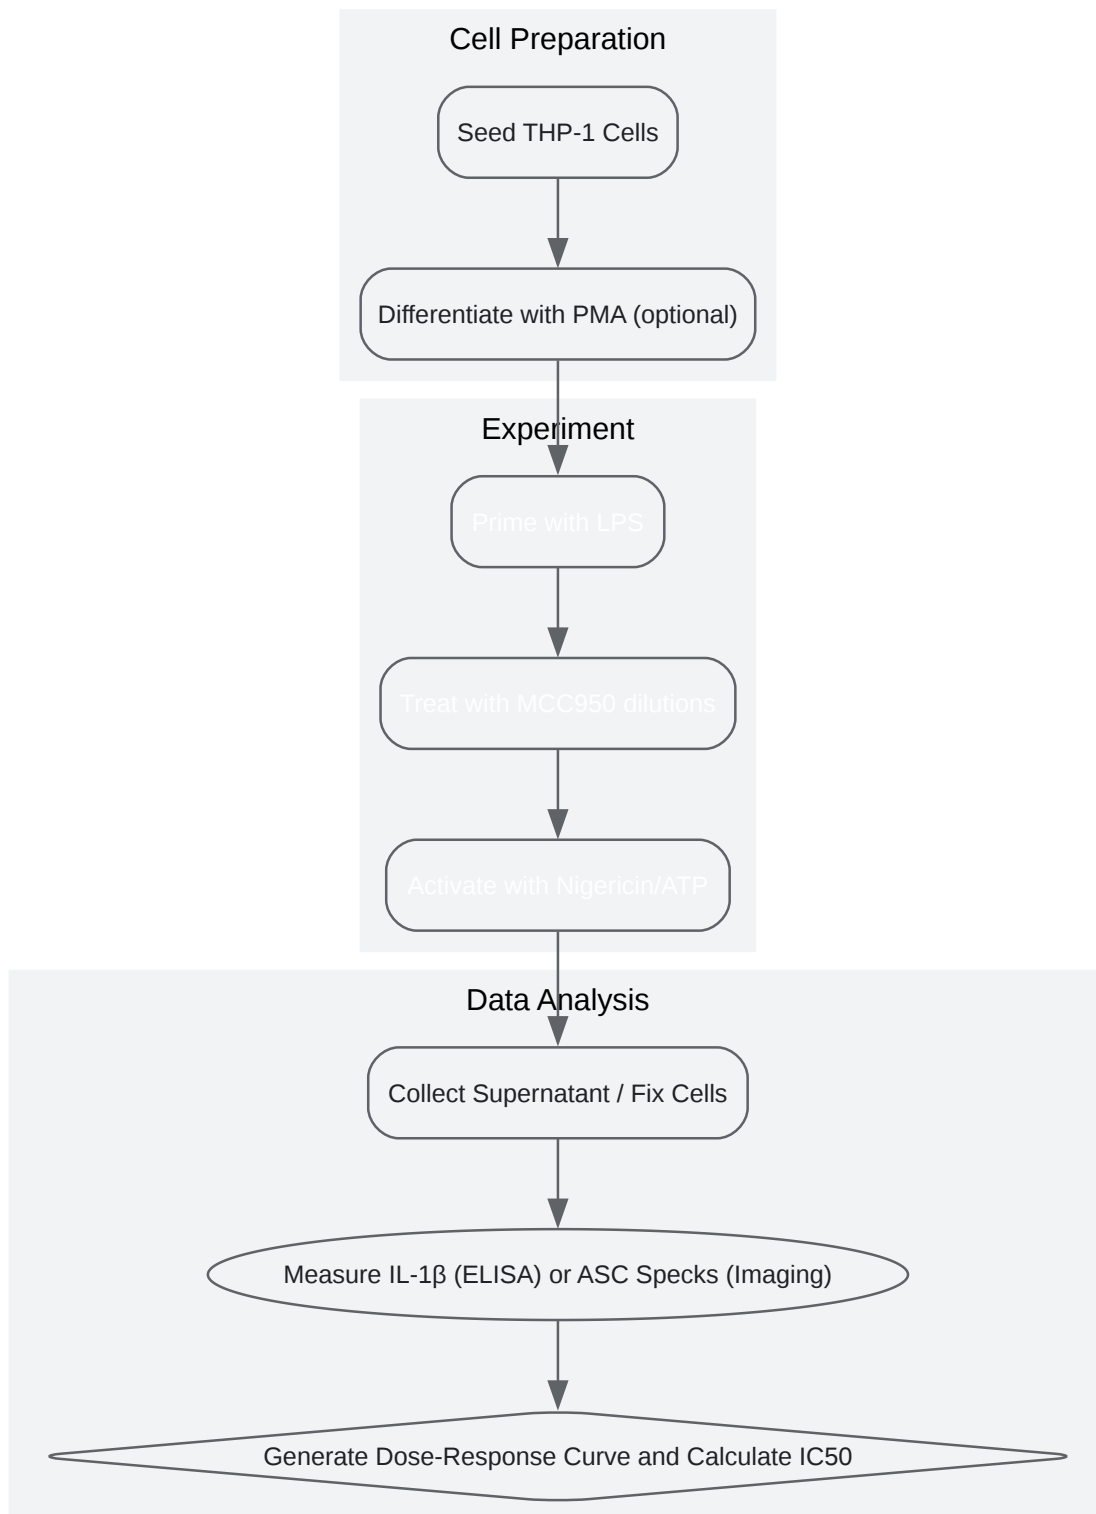 Cell Preparation
Seed THP-1 Cells
Differentiate with PMA (optional)
Experiment
Prime with LPS
Treat with MCC950 dilutions
Activate with Nigericin/ATP
Data Analysis
Collect Supernatant / Fix Cells
Measure IL-1β (ELISA) or ASC Specks (Imaging)
Generate Dose-Response Curve and Calculate IC50